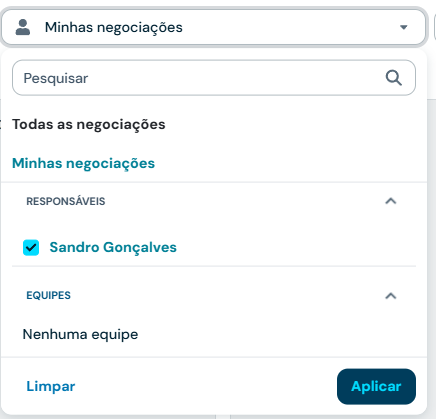 Minhas negociações
Pesquisar
Todas as negociações
Minhas negociações
RESPONSÁVEIS
Sandro Gonçalves
EQUIPES
Nenhuma equipe
Limpar
Aplicar